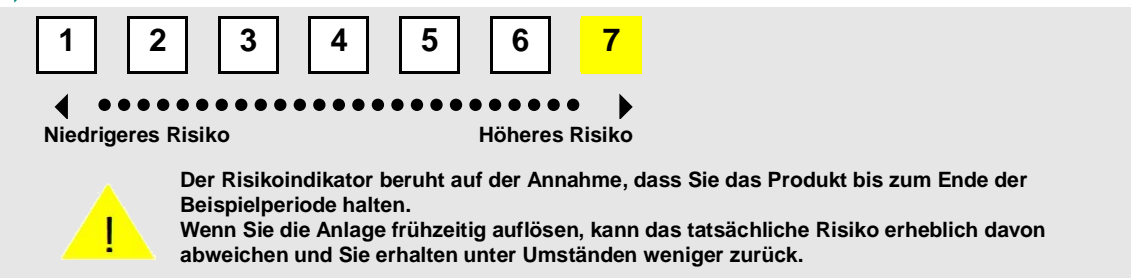 1 2 3 4 5 6 7
Niedrigeres Risiko Höheres Risiko
Der Risikoindikator beruht auf der Annahme, dass Sie das Produkt bis zum Ende der
Beispielperiode halten.
Wenn Sie die Anlage frühzeitig auflösen, kann das tatsächliche Risiko erheblich davon
abweichen und Sie erhalten unter Umständen weniger zurück.
!